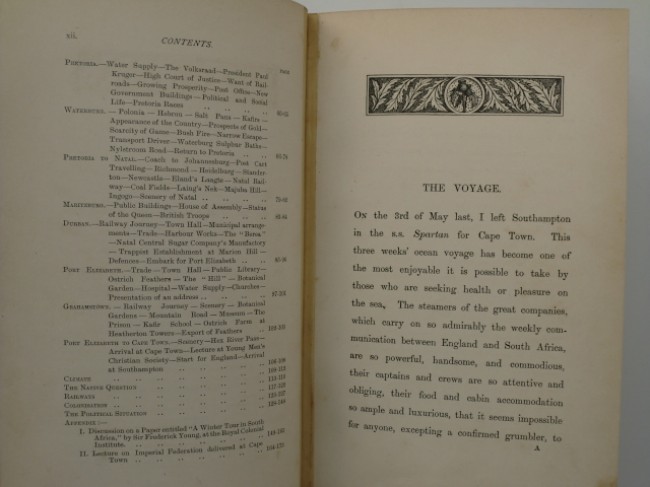 xii.
CONTENTS.
PAGE
PRETORIA.—Water Supply—The Volksraad—President Paul
Kruger—High Court of Justice—Want of Rail-
roads—Growing Prosperity—Post Office—New
Government Buildings—Political and Social
Life—Pretoria Races
WATERBURG.—Polonia—Hebron—Salt Pans—Kafirs—
Appearance of the Country—Prospects of Gold—
Scarcity of Game—Bush Fire—Narrow Escape—
Transport Driver—Waterburg Sulphur Baths—
Nylstroom Road—Return to Pretoria
PRETORIA TO NATAL.—Coach to Johannesburg—Post Cart
Travelling—Richmond—Heidelburg—Stander-
ton—Newcastle—Eland's Laagte—Natal Rail-
way—Coal Fields—Laing's Nek—Majuba Hill—
Ingogo—Scenery of Natal
MARITZBURG.—Public Buildings—House of Assembly—Statue
of the Queen—British Troops
DURBAN.—Railway Journey—Town Hall—Municipal arrange-
ments—Trade—Harbour Works—The "Berea"
—Natal Central Sugar Company's Manufactory
—Trappist Establishment at Marion Hill—
Defences—Embark for Port Elizabeth
PORT ELIZABETH.—Trade—Town Hall—Public Library—
Ostrich Feathers—The "Hill"—Botanical
Garden—Hospital—Water Supply—Churches—
Presentation of an address
GRAHAMSTOWN.—Railway Journey—Scenery—Botanical
Gardens—Mountain Road—Museum—The
Prison—Kafir School—Ostrich Farm at
Heatherton Towers—Export of Feathers
PORT ELIZABETH TO CAPE TOWN.—Scenery—Hex River Pass—
Arrival at Cape Town—Lecture at Young Men's
Christian Society—Start for England—Arrival
at Southampton
CLIMATE
THE NATIVE QUESTION
RAILWAYS
COLONISATION
THE POLITICAL SITUATION
APPENDIX:—
I. Discussion on a Paper entitled "A Winter Tour in South
Africa," by Sir Frederick Young, at the Royal Colonial
Institute.
II. Lecture on Imperial Federation delivered at Cape
Town
THE VOYAGE.
ON the 3rd of May last, I left Southampton
in the s.s. Spartan for Cape Town. This
three weeks' ocean voyage has become one of
the most enjoyable it is possible to take by
those who are seeking health or pleasure on
the sea. The steamers of the great companies,
which carry on so admirably the weekly com-
munication between England and South Africa,
are so powerful, handsome, and commodious,
their captains and crews are so attentive and
obliging, their food and cabin accommodation
so ample and luxurious, that it seems impossible
for anyone, excepting a confirmed grumbler, to
A